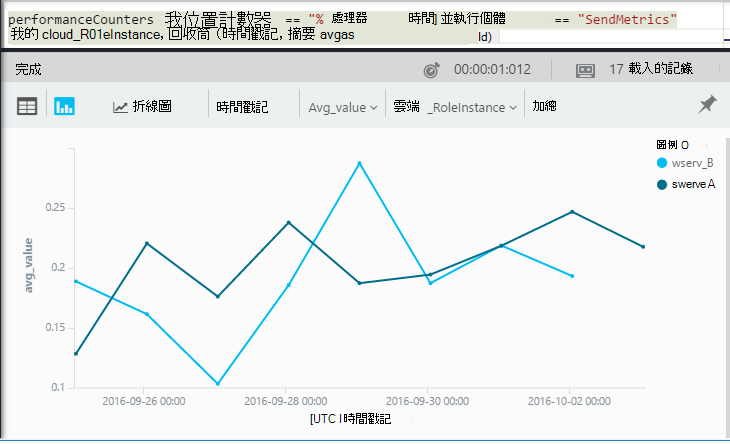 performanceCounters 我位置計數器 == "% 處理器 時間] 並執行個體 == "SendMetrics"
我的 cloud_R01eInstance, 回收筒 (時間戳記, 摘要 avgas Id)
完成 00:00:01:012 17 載入的記錄
折線圖 時間戳記 Avg_value 雲端 _RoleInstance 加總
圖例 O
wserv_B
swerve A
avg_value
0.25
0.2
0.15
0.1
2016-09-26 00:00 2016-09-28 00:00 2016-09-30 00:00 2016-10-02 00:00
[UTC I 時間戳記